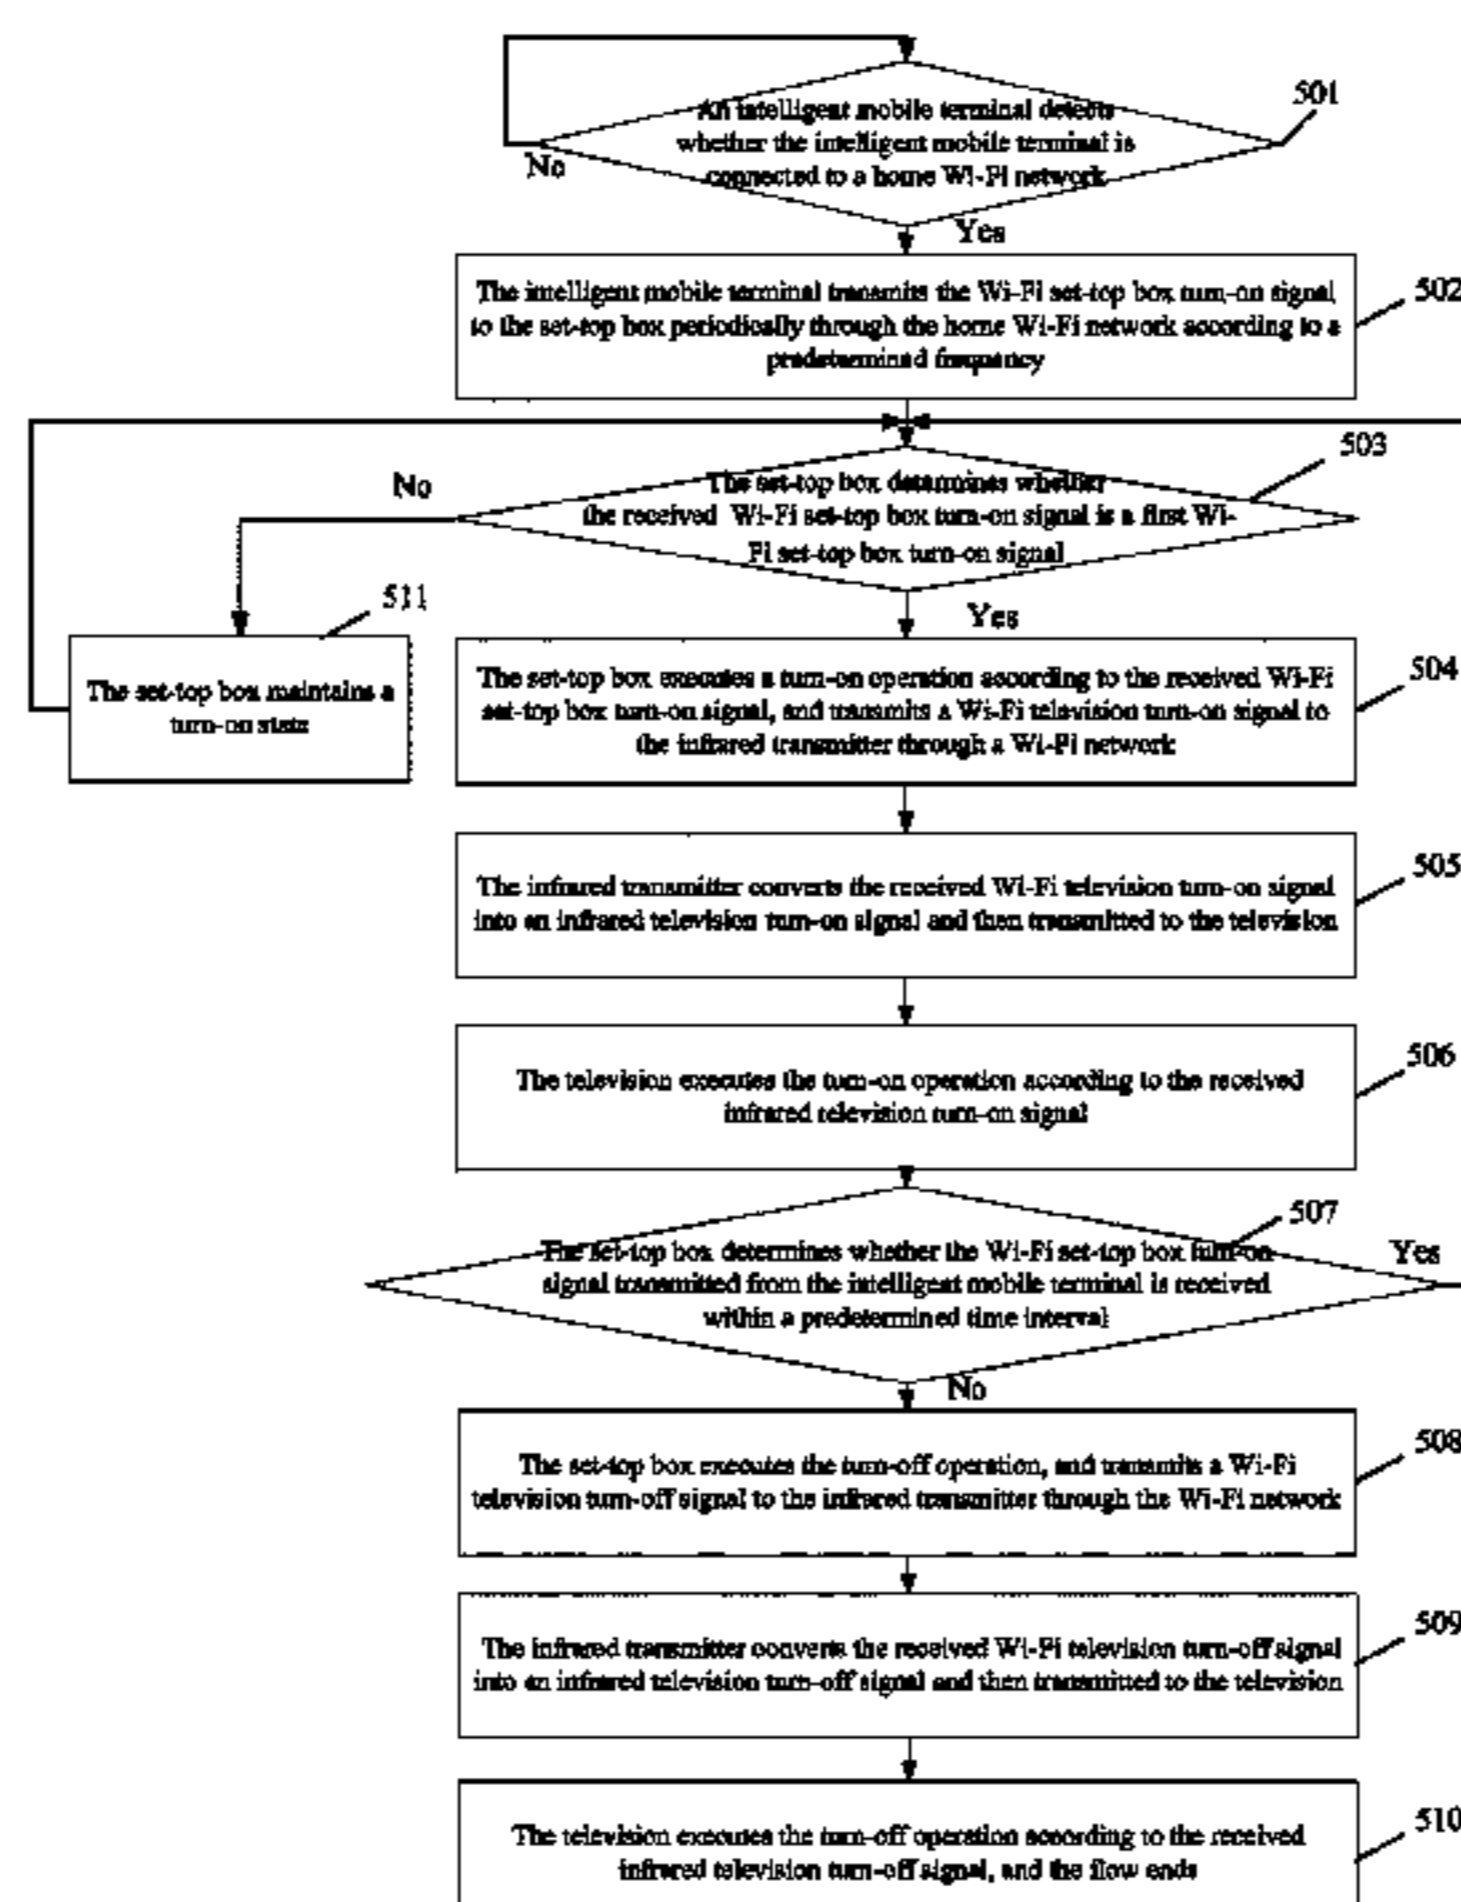 501
An intelligent mobile terminal detects
whether the intelligent mobile terminal is
connected to a home Wi-Fi network
No
Yes
The intelligent mobile terminal transmits the Wi-Fi set-top box turn-on signal
to the set-top box periodically through the home Wi-Fi network according to a
predetermined frequency
502
503
No
The set-top box determines whether
the received Wi-Fi set-top box turn-on signal is a first Wi-
Fi set-top box turn-on signal
511
Yes
The set-top box maintains a
turn-on state
The set-top box executes a turn-on operation according to the received Wi-Fi
set-top box turn-on signal, and transmits a Wi-Fi television turn-on signal to
the infrared transmitter through a Wi-Fi network
504
The infrared transmitter converts the received Wi-Fi television turn-on signal
into an infrared television turn-on signal and then transmitted to the television
505
The television executes the turn-on operation according to the received
infrared television turn-on signal
506
507
The set-top box determines whether the Wi-Fi set-top box turn-on
signal transmitted from the intelligent mobile terminal is received
within a predetermined time interval
Yes
No
The set-top box executes the turn-off operation, and transmits a Wi-Fi
television turn-off signal to the infrared transmitter through the Wi-Fi network
508
The infrared transmitter converts the received Wi-Fi television turn-off signal
into an infrared television turn-off signal and then transmitted to the television
509
The television executes the turn-off operation according to the received
infrared television turn-off signal, and the flow ends
510